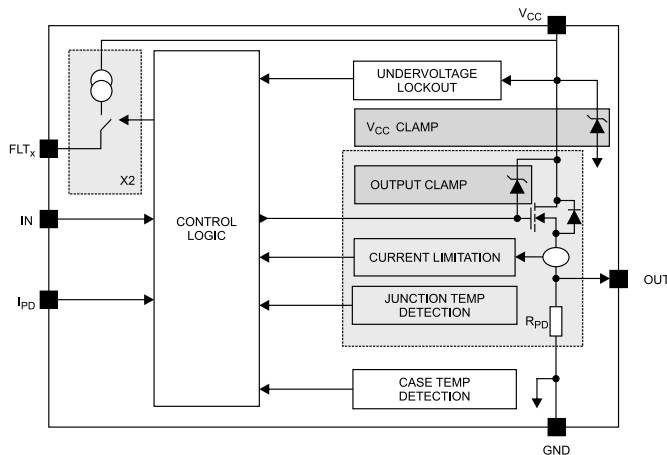 VCC
UNDERVOLTAGE
LOCKOUT
VCC CLAMP
FLTx
X2
OUTPUT CLAMP
IN
CONTROL
LOGIC
CURRENT LIMITATION
OUT
IPD
JUNCTION TEMP
DETECTION
RPD
CASE TEMP
DETECTION
GND